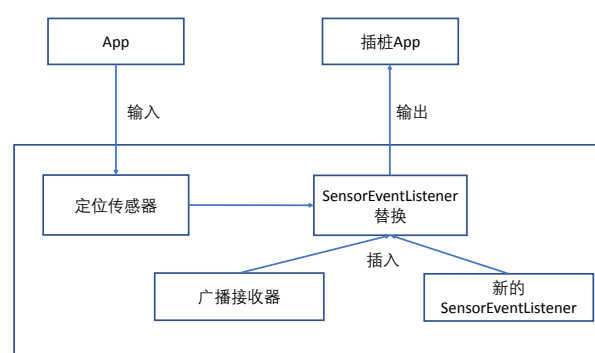 App
插桩App
输入
输出
定位传感器
SensorEventListener
替换
插入
广播接收器
新的
SensorEventListener